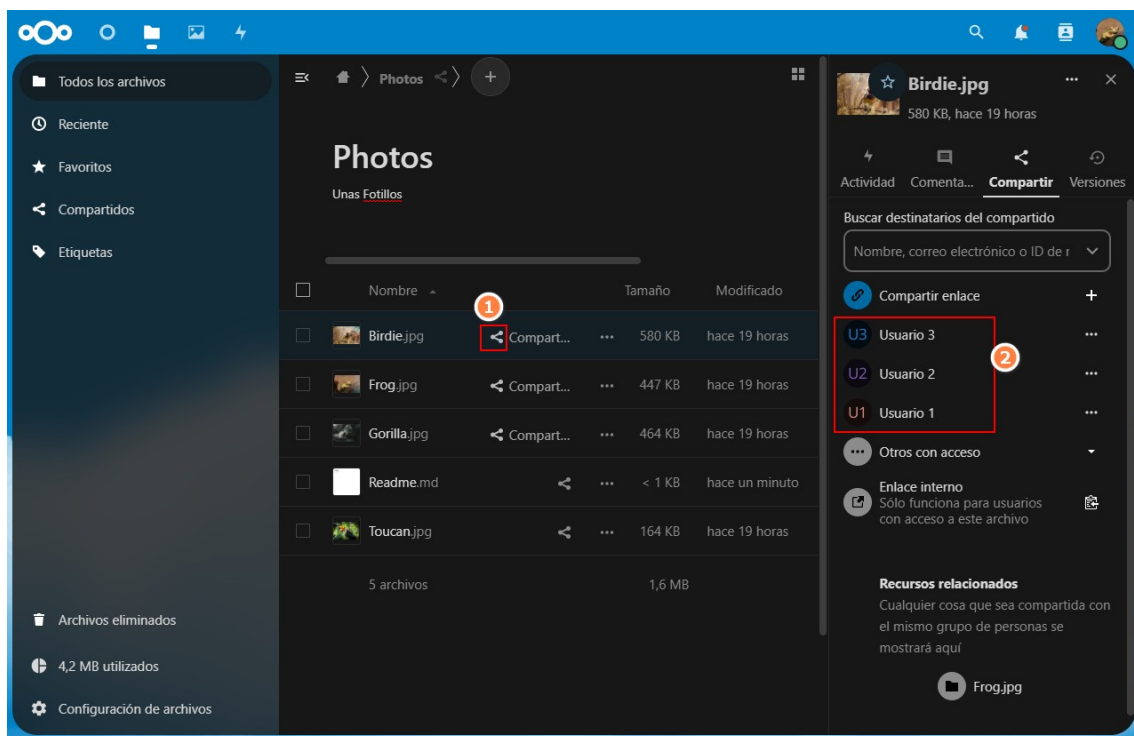 Todos los archivos
Reciente
Favoritos
Compartidos
Etiquetas
Archivos eliminados
4,2 MB utilizados
Configuración de archivos
Photos
Photos
Unas Fotillos
Nombre Tamaño Modificado
1
Birdie.jpg Compart... 580 KB hace 19 horas
Frog.jpg Compart... 447 KB hace 19 horas
Gorilla.jpg Compart... 464 KB hace 19 horas
Readme.md < 1 KB hace un minuto
Toucan.jpg 164 KB hace 19 horas
5 archivos 1,6 MB
Birdie.jpg
580 KB, hace 19 horas
Actividad Comenta... Compartir Versiones
Buscar destinatarios del compartido
Nombre, correo electrónico o ID de r
Compartir enlace
U3 Usuario 3
2
U2 Usuario 2
U1 Usuario 1
Otros con acceso
Enlace interno
Sólo funciona para usuarios
con acceso a este archivo
Recursos relacionados
Cualquier cosa que sea compartida con
el mismo grupo de personas se
mostrará aquí
Frog.jpg